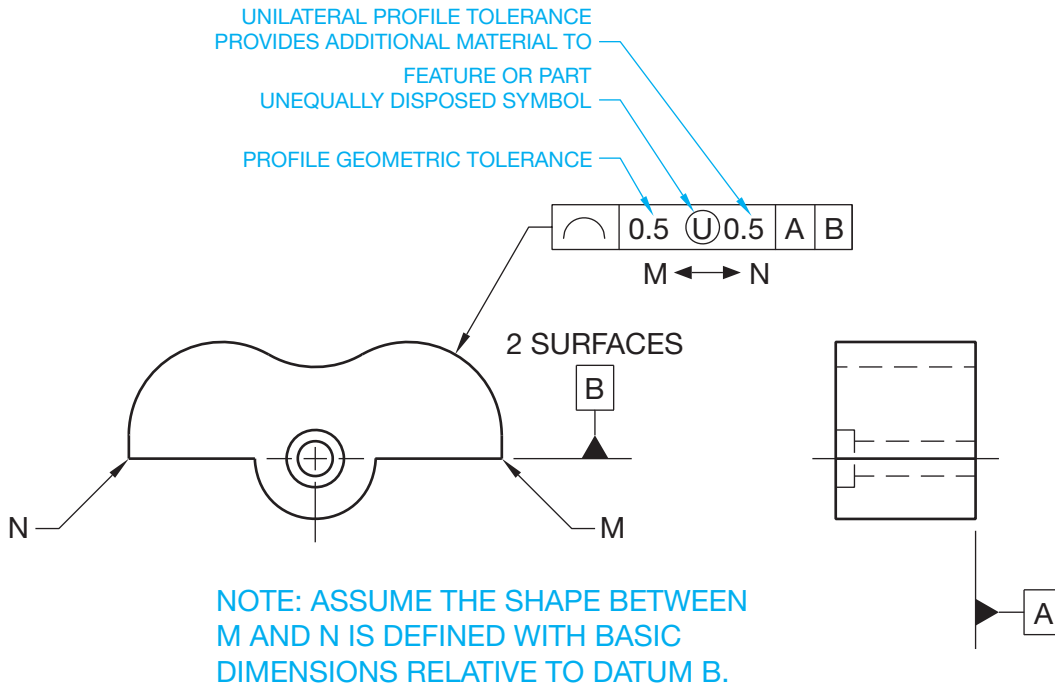 UNILATERAL PROFILE TOLERANCE
PROVIDES ADDITIONAL MATERIAL TO
FEATURE OR PART
UNEQUALLY DISPOSED SYMBOL
PROFILE GEOMETRIC TOLERANCE
0.5 Ⓤ 0.5 A B
M N
2 SURFACES
B
N
M
A
NOTE: ASSUME THE SHAPE BETWEEN
M AND N IS DEFINED WITH BASIC
DIMENSIONS RELATIVE TO DATUM B.